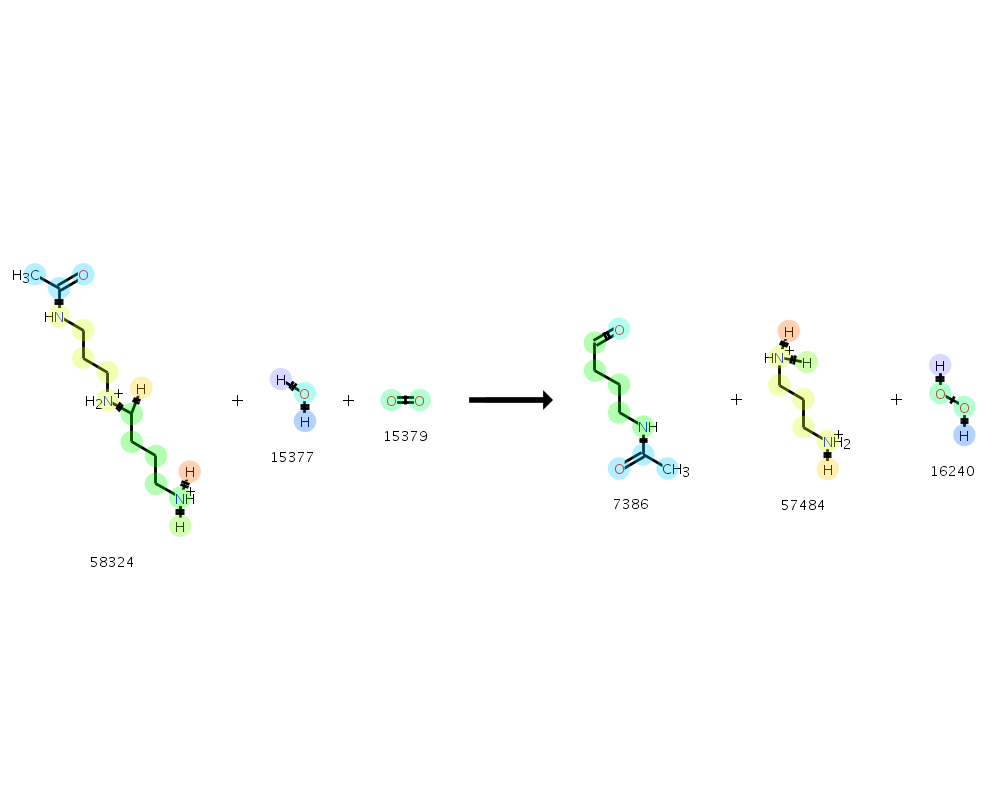 H3C O
HN
H2N + H
H
NH +
H
58324
+
H O
H
15377
+
O O
15379
O
NH
O CH3
7386
+
H
HN + H
NH2 +
H
57484
+
H
O O
H
16240